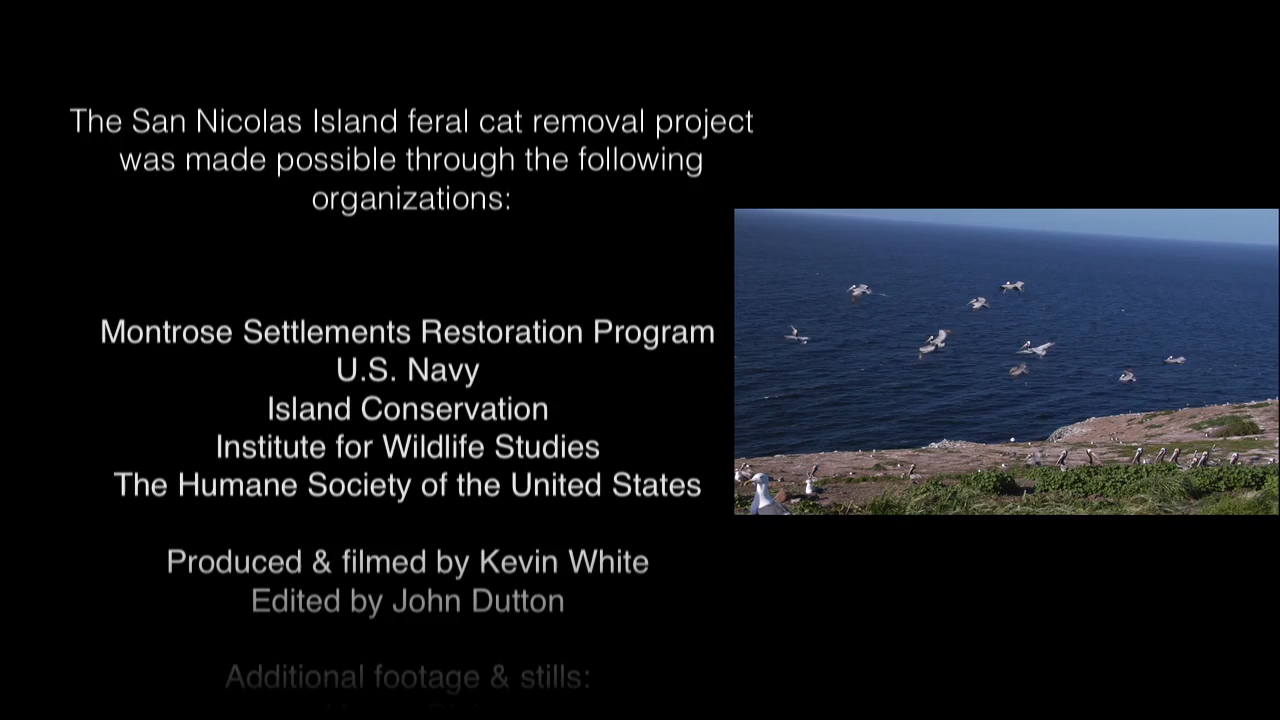 The San Nicolas Island feral cat removal project
was made possible through the following
organizations:
Montrose Settlements Restoration Program
U.S. Navy
Island Conservation
Institute for Wildlife Studies
The Humane Society of the United States
Produced & filmed by Kevin White
Edited by John Dutton
Additional footage & stills: